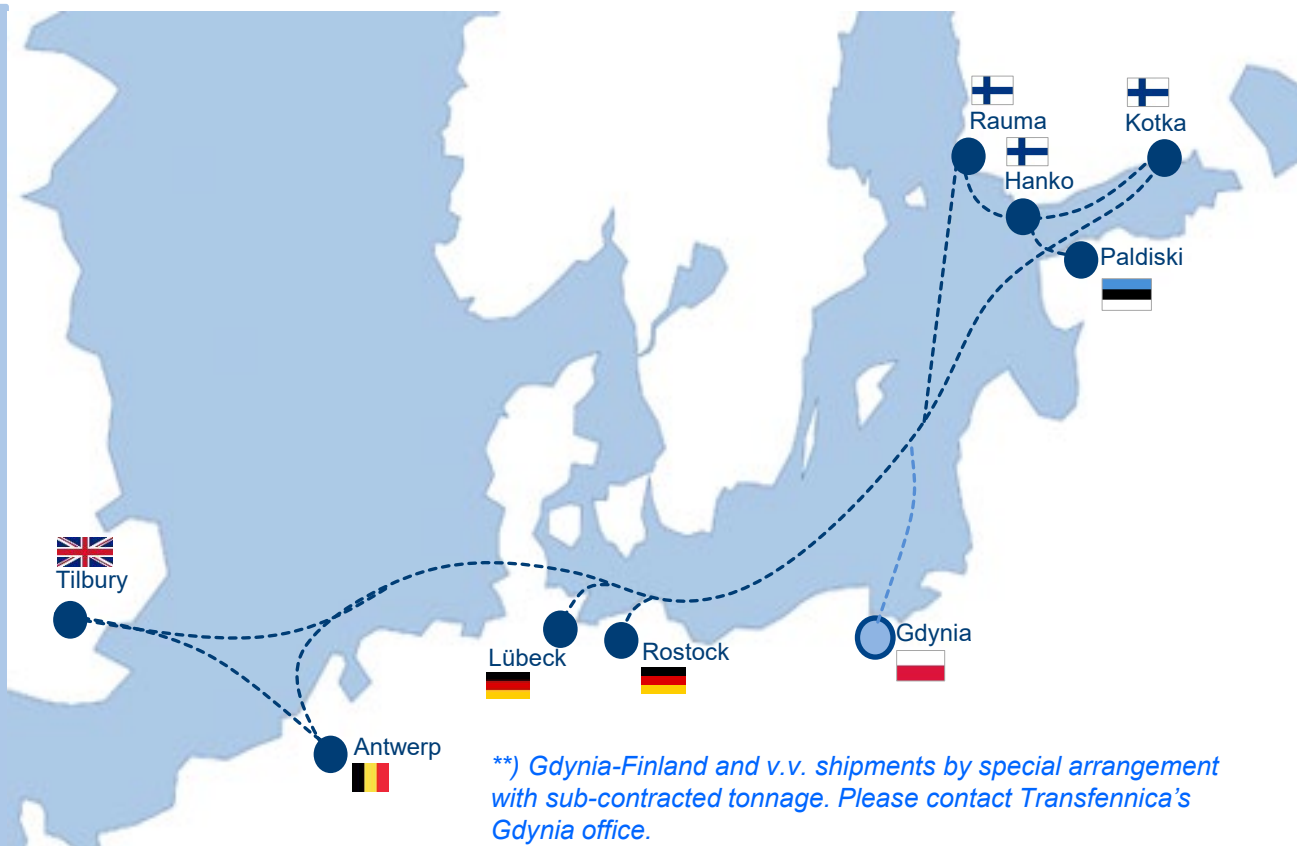 Rauma
Kotka
Hanko
Paldiski
Tilbury
Lübeck
Rostock
Gdynia
Antwerp
**) Gdynia-Finland and v.v. shipments by special arrangement
with sub-contracted tonnage. Please contact Transfennica’s
Gdynia office.